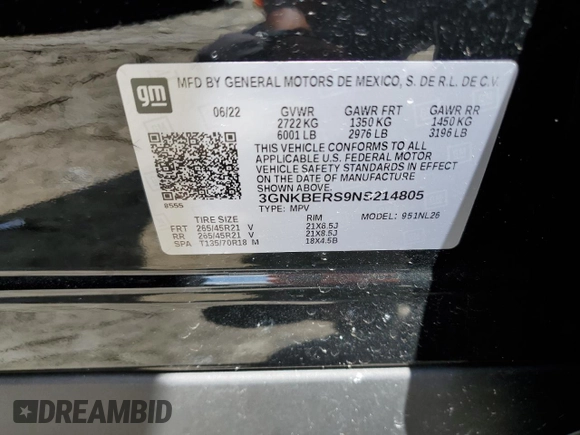 gm
MFD BY GENERAL MOTORS DE MEXICO, S. DE R.L. DE C.V.
06/22 GVWR GAWR FRT GAWR RR
2722 KG 1350 KG 1450 KG
6001 LB 2976 LB 3196 LB
THIS VEHICLE CONFORMS TO ALL
APPLICABLE U.S. FEDERAL MOTOR
VEHICLE SAFETY STANDARDS IN EFFECT
ON THE DATE OF MANUFACTURE
SHOWN ABOVE.
3GNKBERS9NS214805
TYPE: MPV MODEL: 951NL26
#555
TIRE SIZE RIM
FRT 265/45R21 V 21X8.5J
RR 265/45R21 V 21X8.5J
SPA T135/70R18 M 18X4.5B
DREAMBID